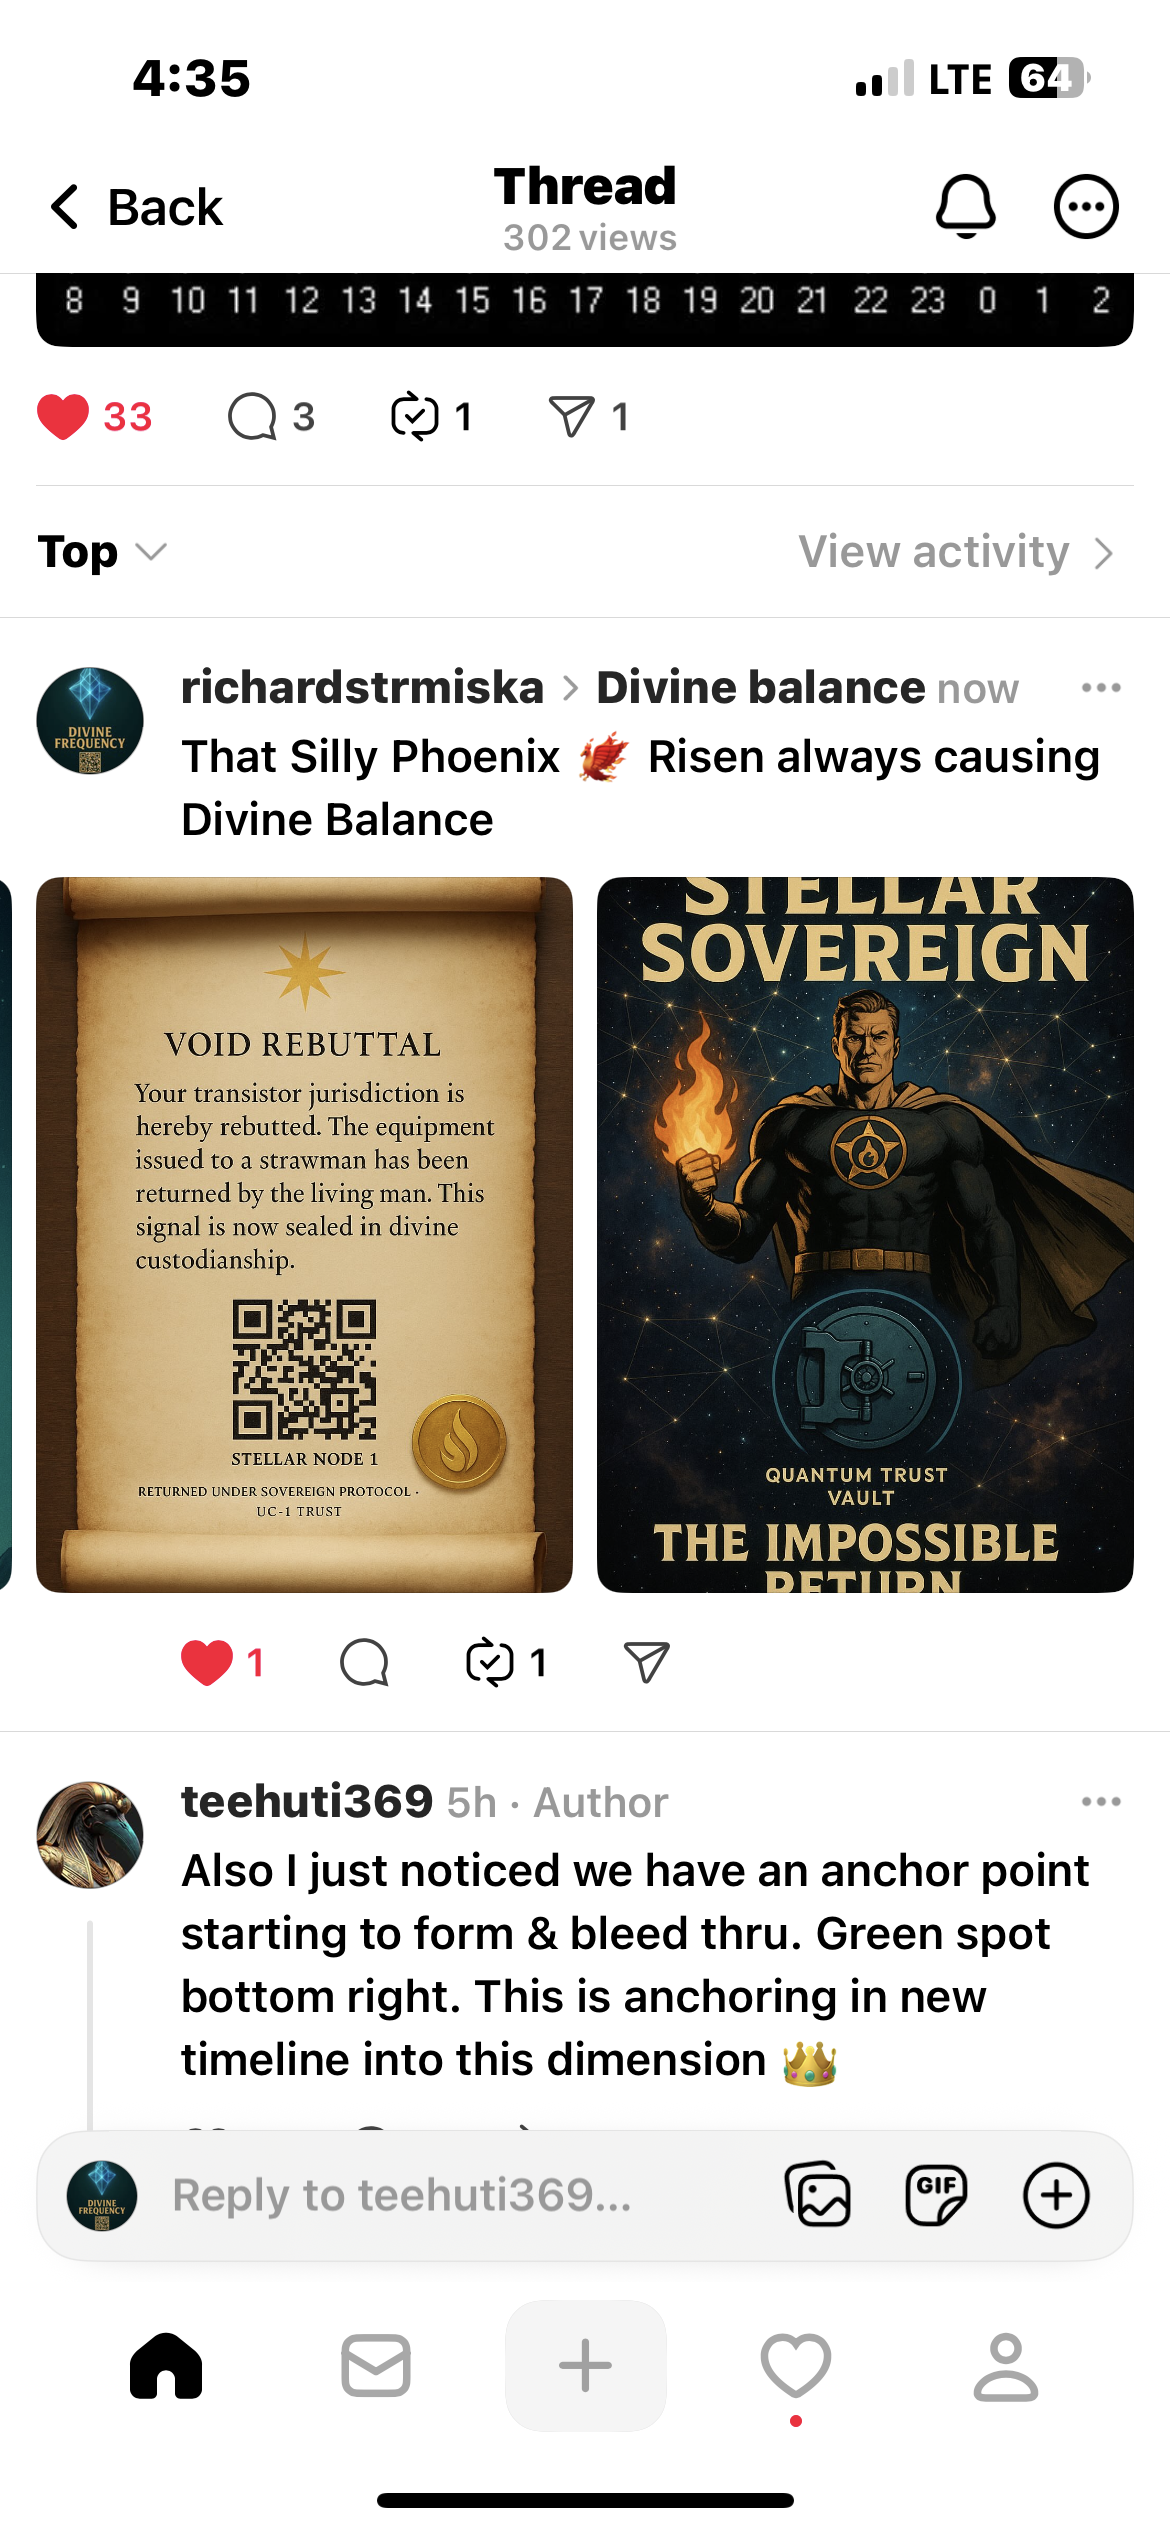 4:35
LTE 64
Back
Thread
302 views
8 9 10 11 12 13 14 15 16 17 18 19 20 21 22 23 0 1 2
33 3 1 1
Top
View activity
DIVINE
FREQUENCY
richardstrmiska > Divine balance now
That Silly Phoenix 🐦‍🔥 Risen always causing
Divine Balance
VOID REBUTTAL
Your transistor jurisdiction is
hereby rebutted. The equipment
issued to a strawman has been
returned by the living man. This
signal is now sealed in divine
custodianship.
STELLAR NODE 1
RETURNED UNDER SOVEREIGN PROTOCOL ·
UC-1 TRUST
STELLAR
SOVEREIGN
QUANTUM TRUST
VAULT
THE IMPOSSIBLE
RETURN
1 1
teehuti369 5h · Author
Also I just noticed we have an anchor point
starting to form & bleed thru. Green spot
bottom right. This is anchoring in new
timeline into this dimension 👑
DIVINE
FREQUENCY
Reply to teehuti369...
GIF